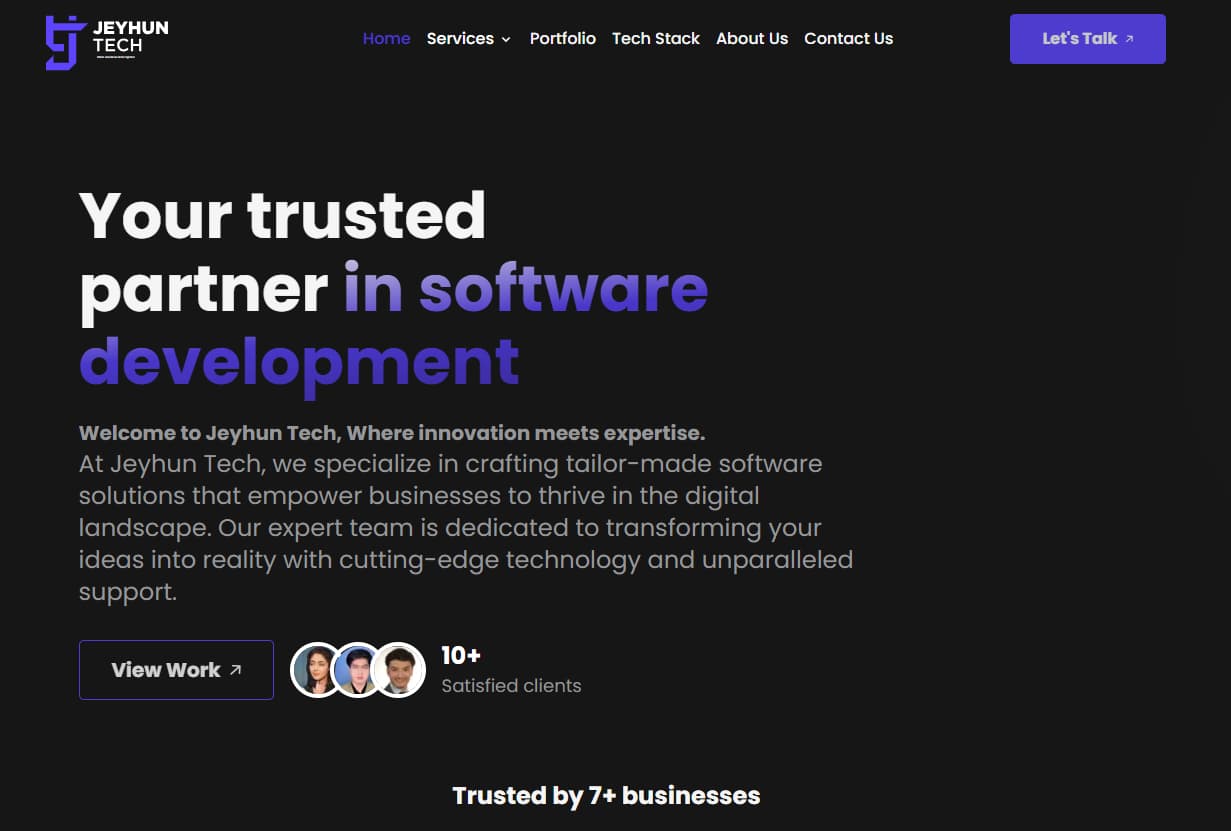 JEYHUN
TECH
Home Services Portfolio Tech Stack About Us Contact Us
Let's Talk
Your trusted
partner in software
development
Welcome to Jeyhun Tech, Where innovation meets expertise.
At Jeyhun Tech, we specialize in crafting tailor-made software
solutions that empower businesses to thrive in the digital
landscape. Our expert team is dedicated to transforming your
ideas into reality with cutting-edge technology and unparalleled
support.
View Work
10+
Satisfied clients
Trusted by 7+ businesses